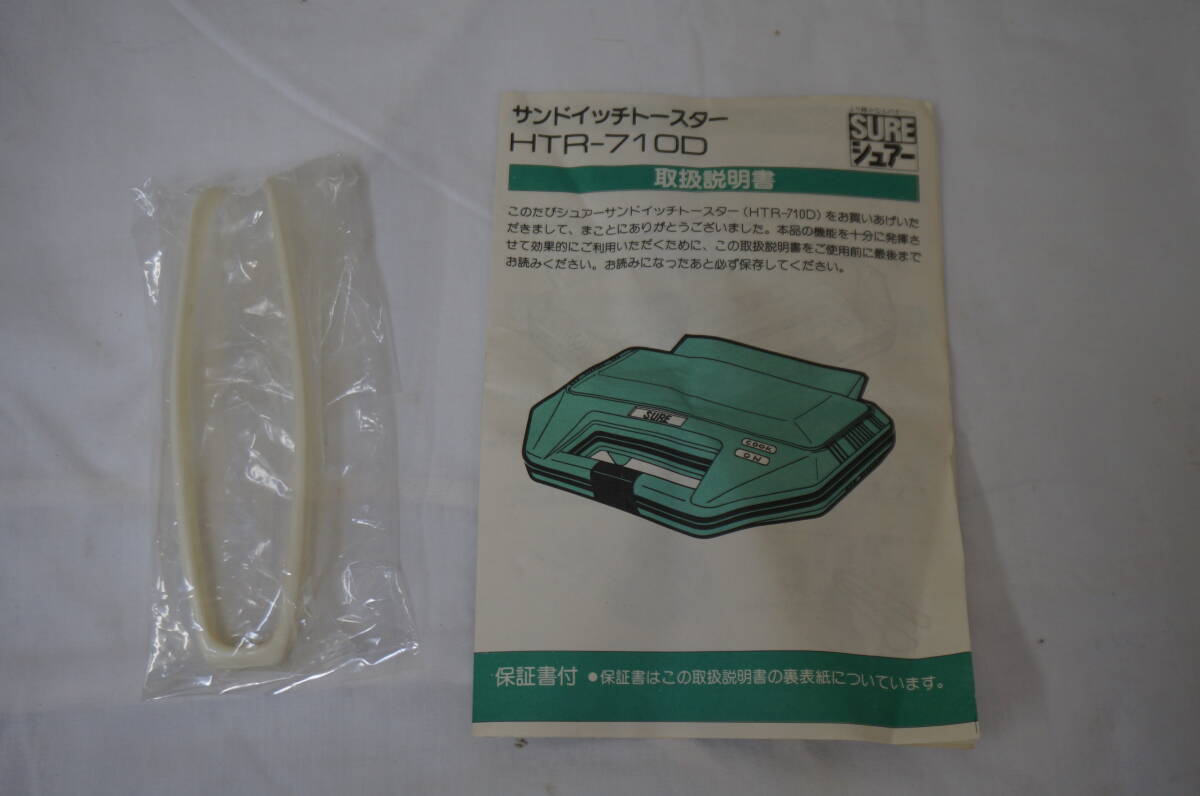 サンドイッチトースター
HTR-710D
SURE
シュアー
取扱説明書
このたびシュアーサンドイッチトースター(HTR-710D)をお買いあげいた
だきまして、まことにありがとうございました。本品の機能を十分に発揮さ
せて効果的にご利用いただくために、この取扱説明書をご使用前に最後まで
お読みください。お読みになったあと必ず保存してください。
SURE
COOK
ON
保証書付 ●保証書はこの取扱説明書の裏表紙についています。